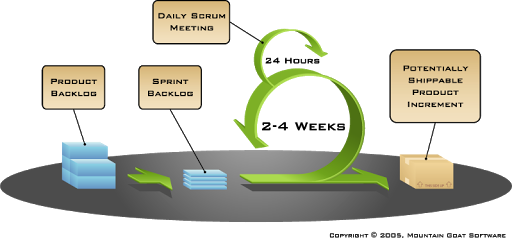 DAILY SCRUM
MEETING
24 HOURS
PRODUCT
BACKLOG
SPRINT
BACKLOG
POTENTIALLY
SHIPPABLE
PRODUCT
INCREMENT
2-4 WEEKS
COPYRIGHT © 2005, MOUNTAIN GOAT SOFTWARE